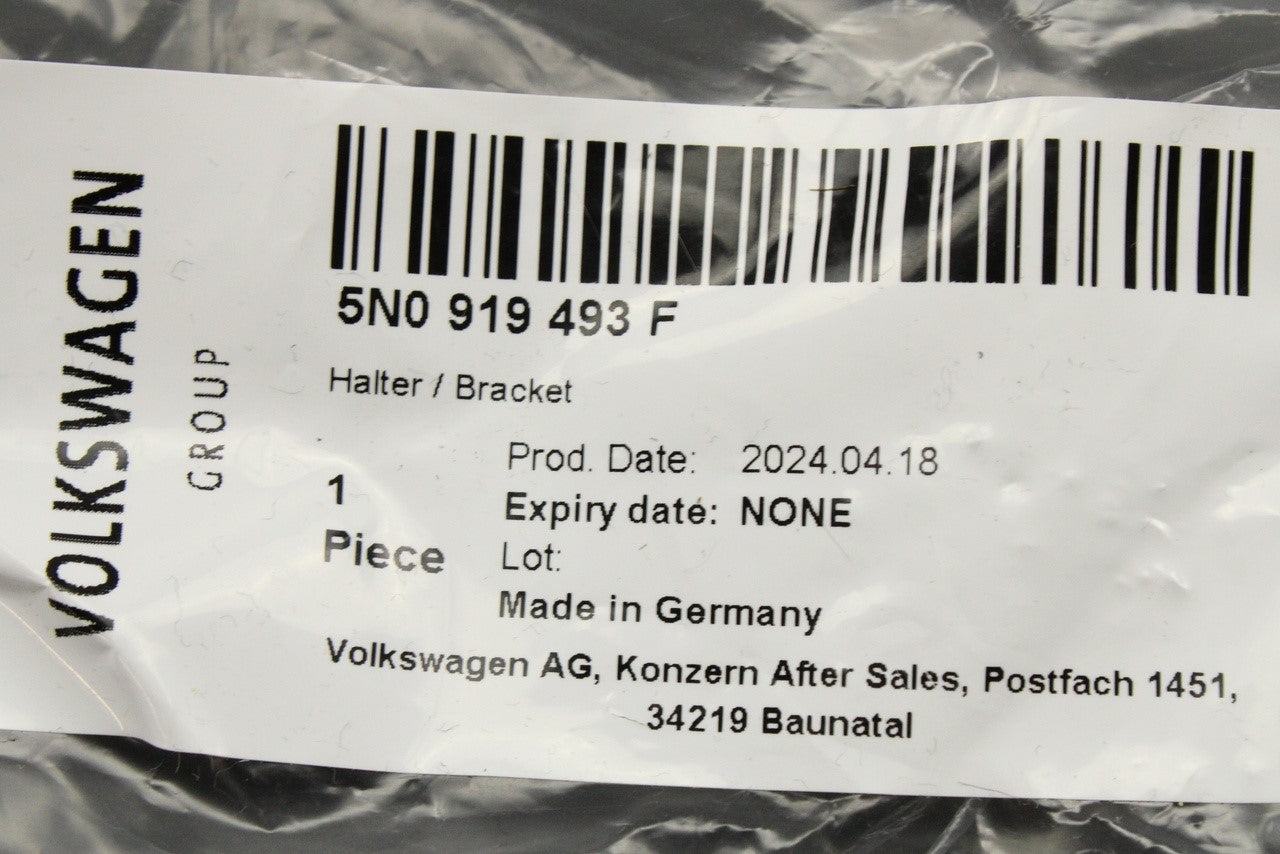 VOLKSWAGEN
GROUP
5N0 919 493 F
Halter / Bracket
1
Piece
Prod. Date: 2024.04.18
Expiry date: NONE
Lot:
Made in Germany
Volkswagen AG, Konzern After Sales, Postfach 1451,
34219 Baunatal